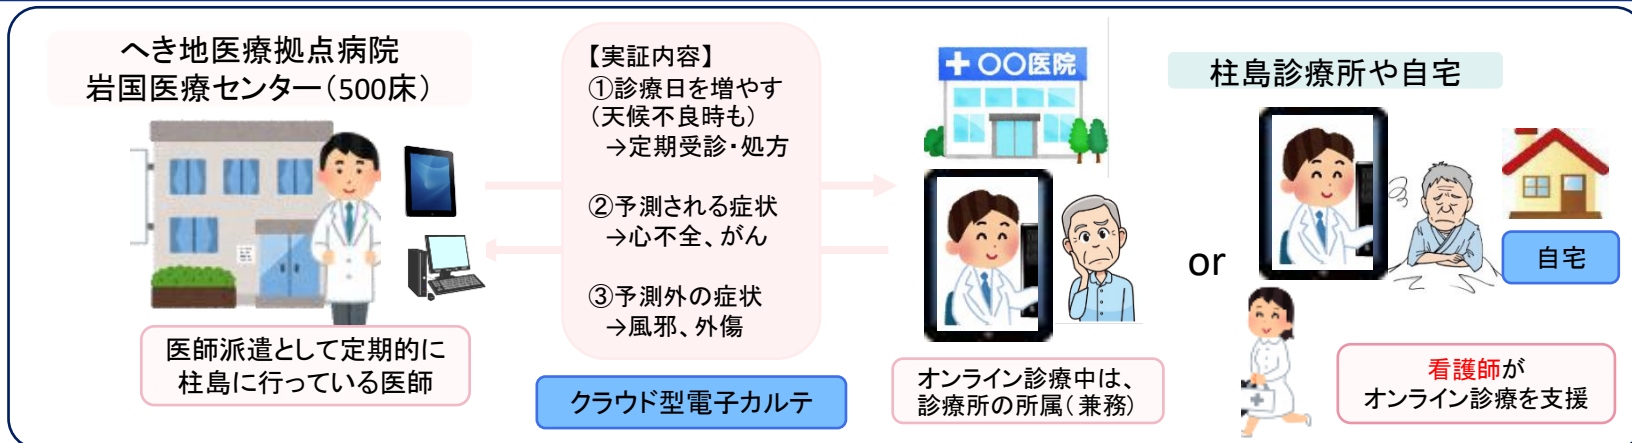 へき地医療拠点病院
岩国医療センター(500床)
医師派遣として定期的に
柱島に行っている医師
【実証内容】
①診療日を増やす
(天候不良時も)
→定期受診・処方
②予測される症状
→心不全、がん
③予測外の症状
→風邪、外傷
クラウド型電子カルテ
〇〇医院
オンライン診療中は、
診療所の所属(兼務)
or
柱島診療所や自宅
自宅
看護師が
オンライン診療を支援